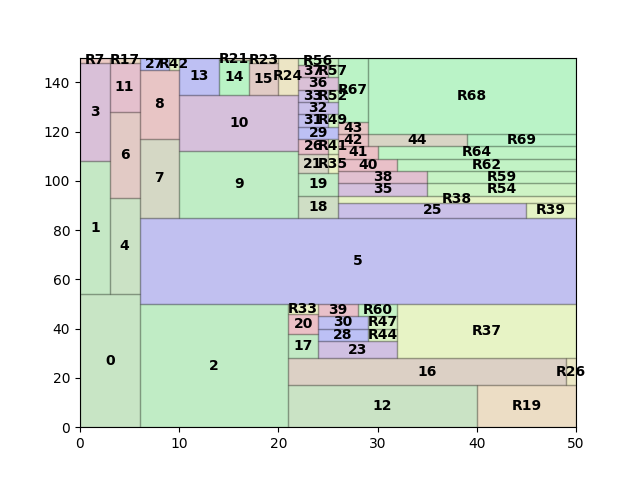 R7 R17 R21 R23 R56
27 R42
37 R57
13 14 15 R24
36
R67
3 11 8
33 R52
R68
32
10
31 R49
43
29
6
42 44 R69
26 R41
41 R64
7
21 R35
40 R62
9 19
38 R59
35 R54
R38
18
25 R39
1
4
5
R33 39 R60
20 30 R47
R37
28 R44
17
23
0
2
16 R26
12 R19
140
120
100
80
60
40
20
0
0 10 20 30 40 50